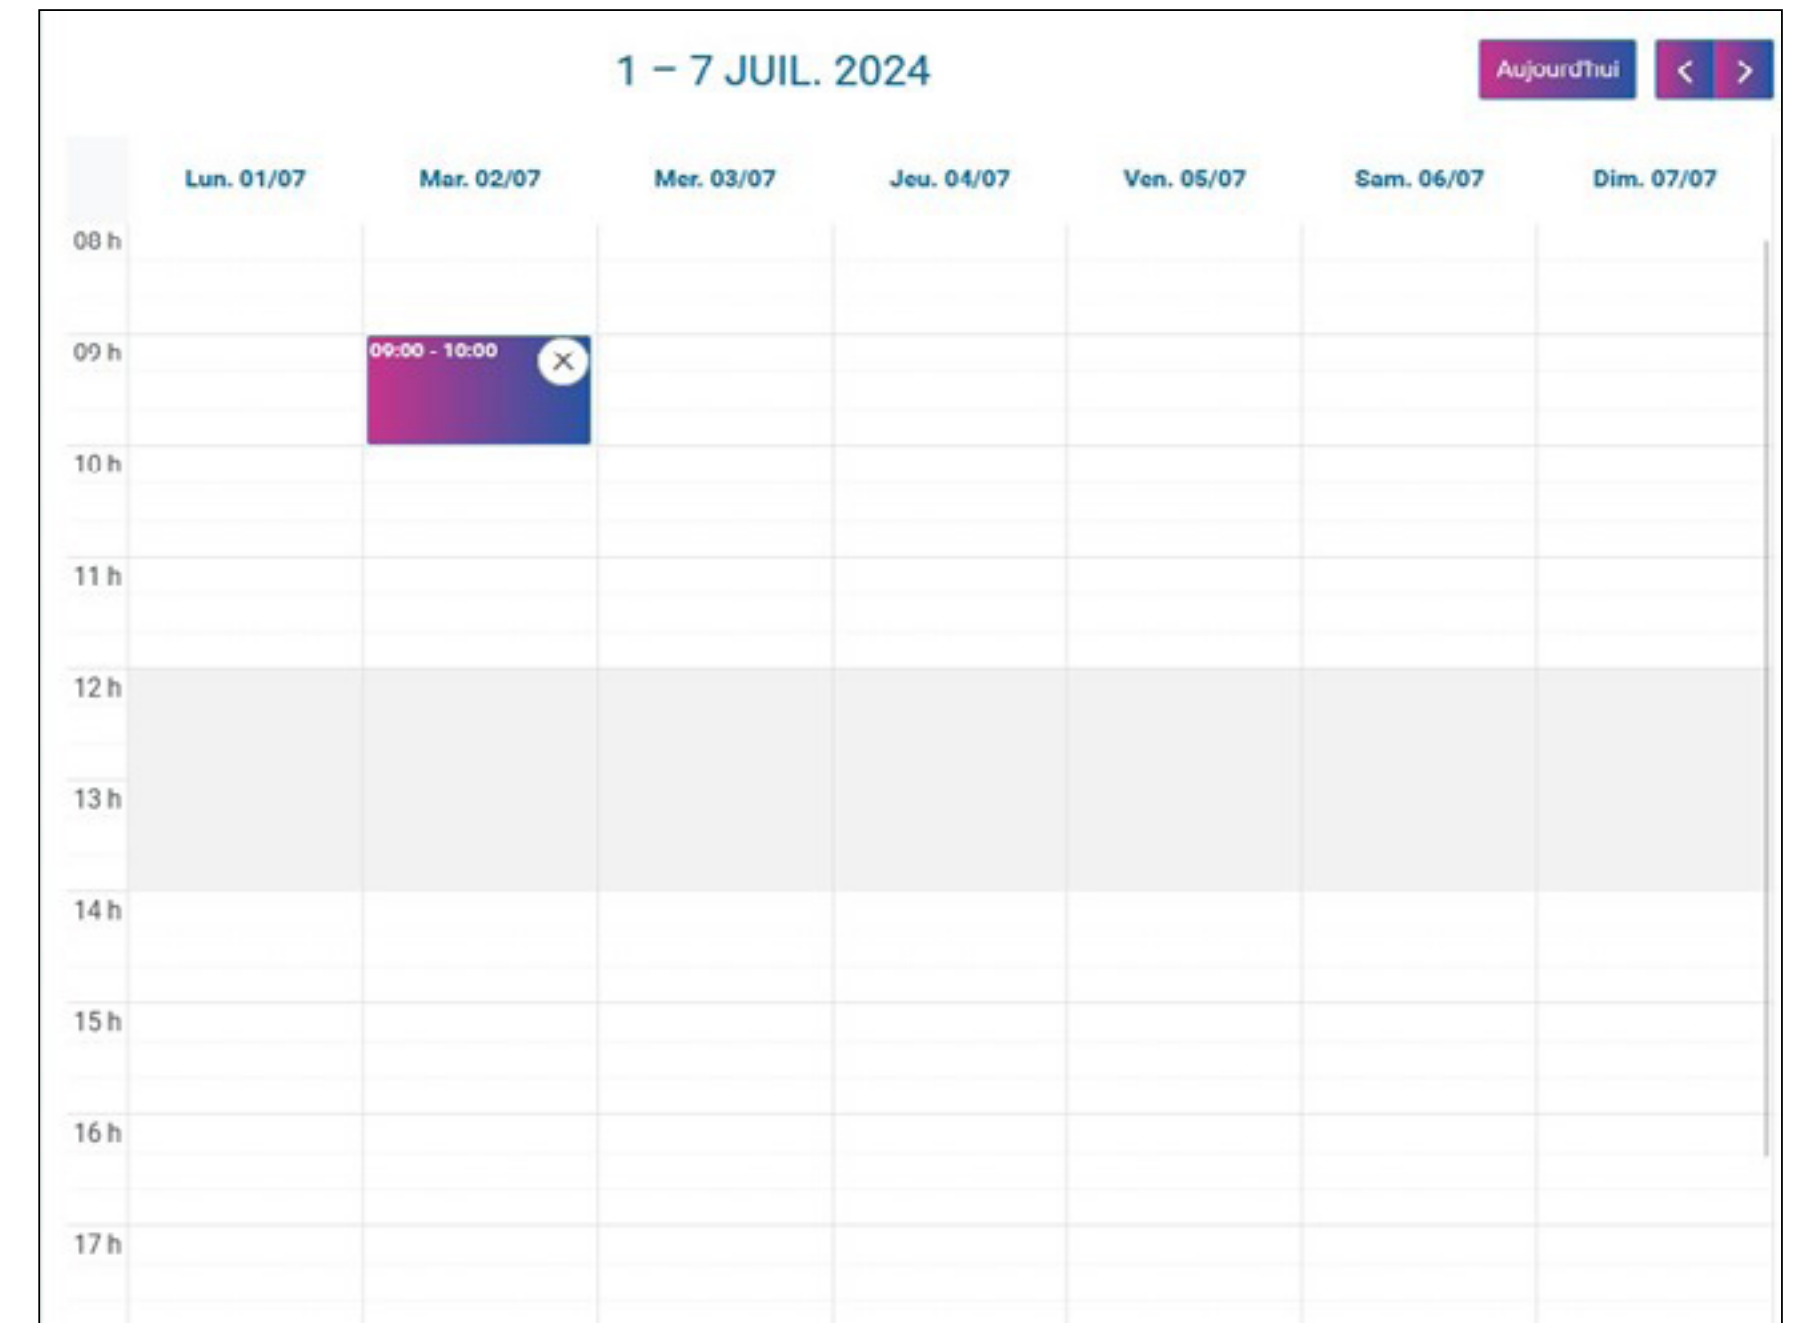 1 – 7 JUIL. 2024
Aujourd'hui
< >
Lun. 01/07 Mar. 02/07 Mer. 03/07 Jeu. 04/07 Ven. 05/07 Sam. 06/07 Dim. 07/07
08 h
09 h
09:00 - 10:00
10 h
11 h
12 h
13 h
14 h
15 h
16 h
17 h